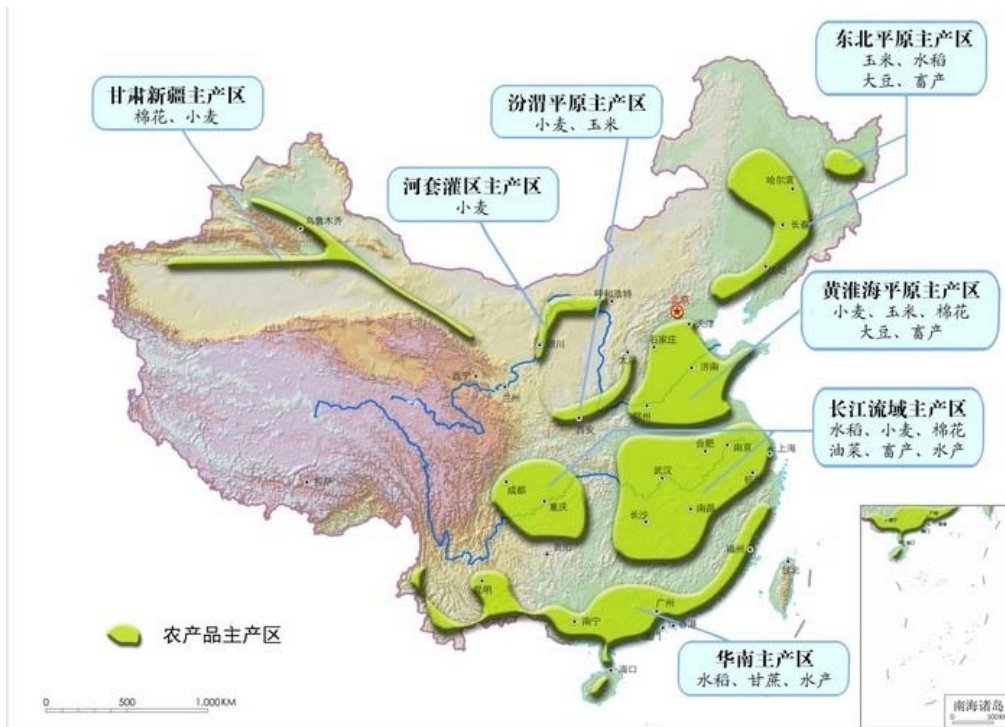 东北平原主产区
玉米、水稻
大豆、畜产
甘肃新疆主产区
棉花、小麦
汾渭平原主产区
小麦、玉米
河套灌区主产区
小麦
黄淮海平原主产区
小麦、玉米、棉花
大豆、畜产
长江流域主产区
水稻、小麦、棉花
油菜、畜产、水产
华南主产区
水稻、甘蔗、水产
哈尔滨
长春
乌鲁木齐
呼和浩特
北京
天津
石家庄
银川
济南
西宁
兰州
郑州
西安
合肥
南京
上海
武汉
成都
重庆
南昌
长沙
拉萨
贵阳
福州
台北
昆明
广州
南宁
香港
海口
农产品主产区
0 500 1,000KM
南海诸岛